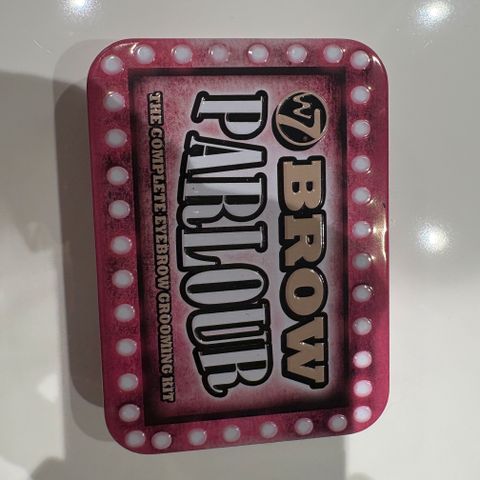 W7
BROW
PARLOUR
THE COMPLETE EYEBROW GROOMING KIT